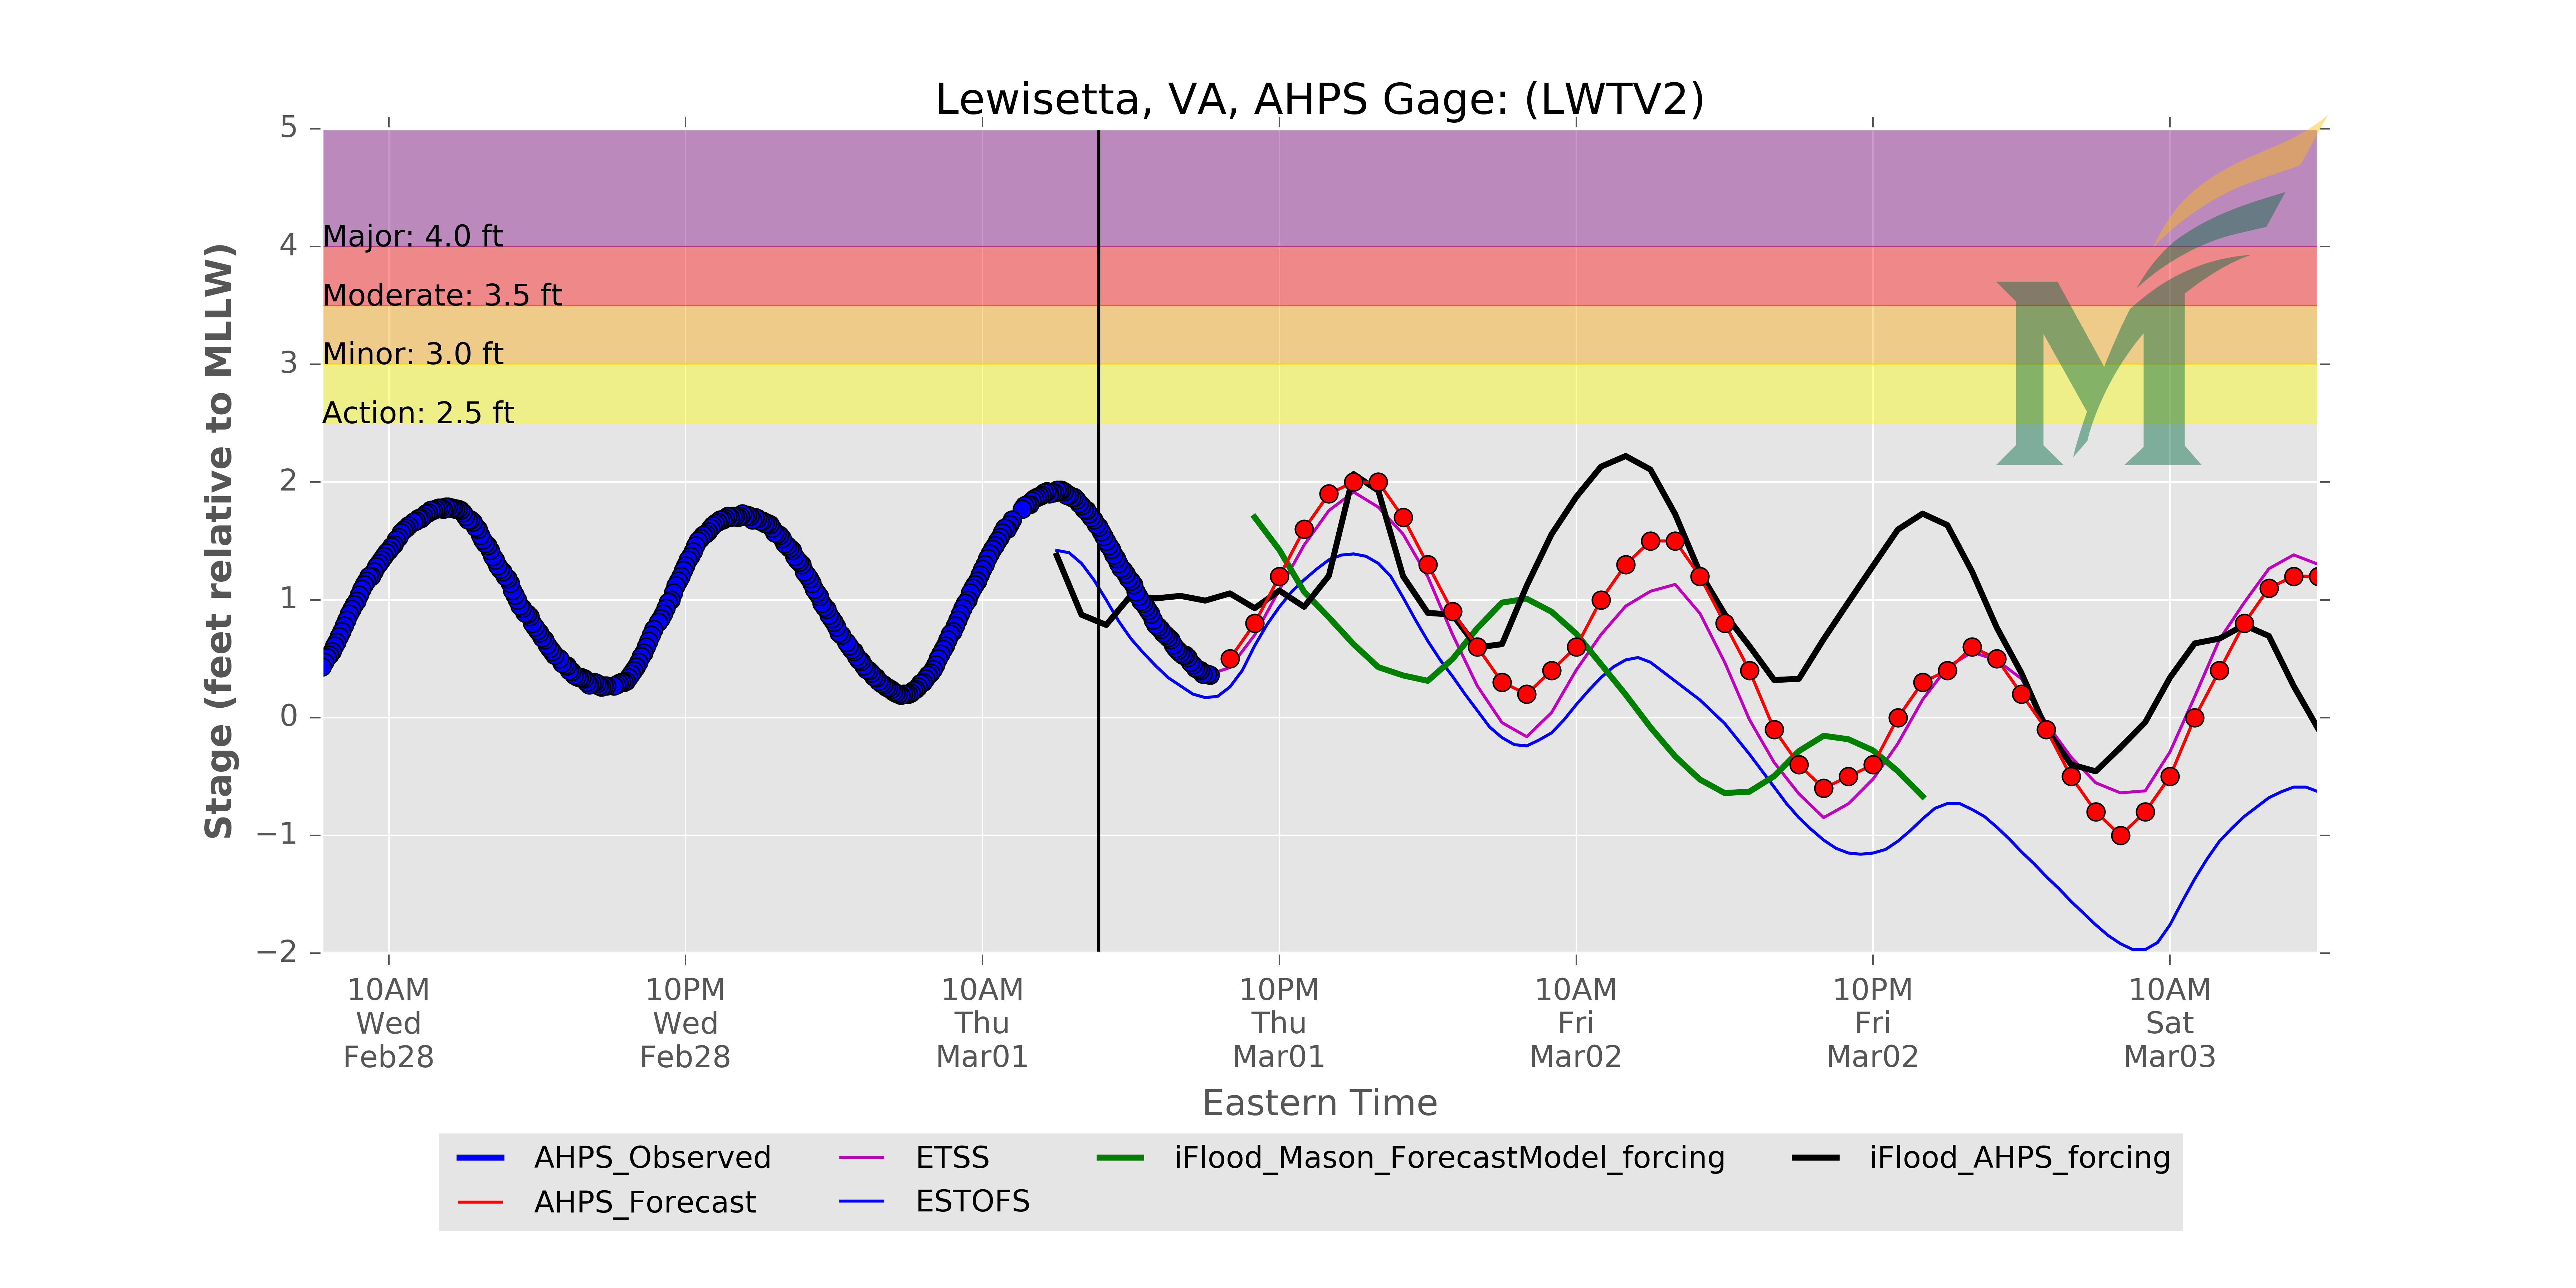 Lewisetta, VA, AHPS Gage: (LWTV2)
Stage (feet relative to MLLW)
5
4
3
2
1
0
−1
−2
Major: 4.0 ft
Moderate: 3.5 ft
Minor: 3.0 ft
Action: 2.5 ft
M
10AM
Wed
Feb28
10PM
Wed
Feb28
10AM
Thu
Mar01
10PM
Thu
Mar01
10AM
Fri
Mar02
10PM
Fri
Mar02
10AM
Sat
Mar03
Eastern Time
AHPS_Observed
AHPS_Forecast
ETSS
ESTOFS
iFlood_Mason_ForecastModel_forcing
iFlood_AHPS_forcing